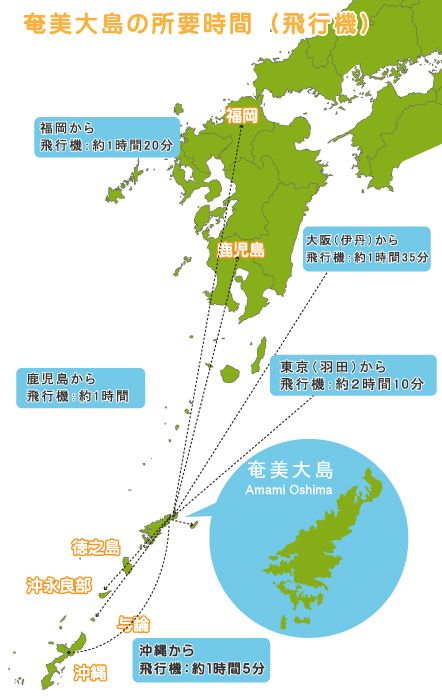 奄美大島の所要時間（飛行機）
福岡
福岡から
飛行機：約1時間20分
鹿児島
大阪（伊丹）から
飛行機：約1時間35分
鹿児島から
飛行機：約1時間
東京（羽田）から
飛行機：約2時間10分
奄美大島
Amami Oshima
徳之島
沖永良部
与論
沖縄
沖縄から
飛行機：約1時間5分